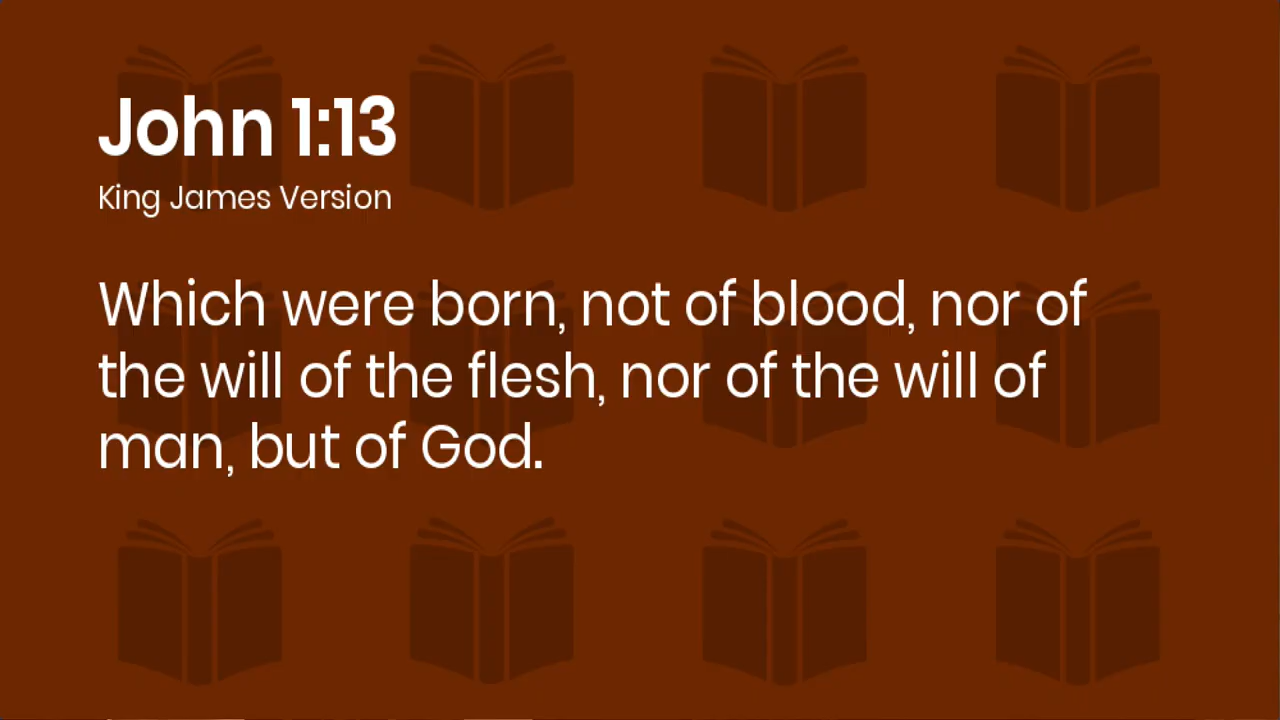 John 1:13
King James Version
Which were born, not of blood, nor of
the will of the flesh, nor of the will of
man, but of God.